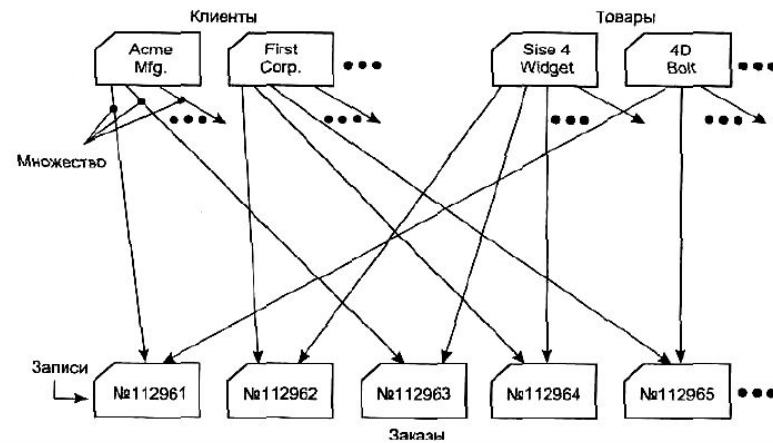 Клиенты
Товары
Acme
Mfg.
First
Corp.
Sise 4
Widget
4D
Bolt
Множество
Записи
№112961
№112962
№112963
№112964
№112965
Заказы